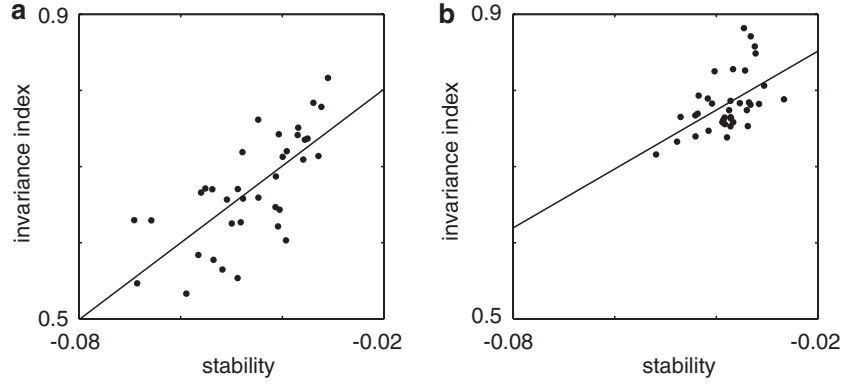 a
0.9
invariance index
0.5
-0.08
-0.02
stability
b
0.9
invariance index
0.5
-0.08
-0.02
stability